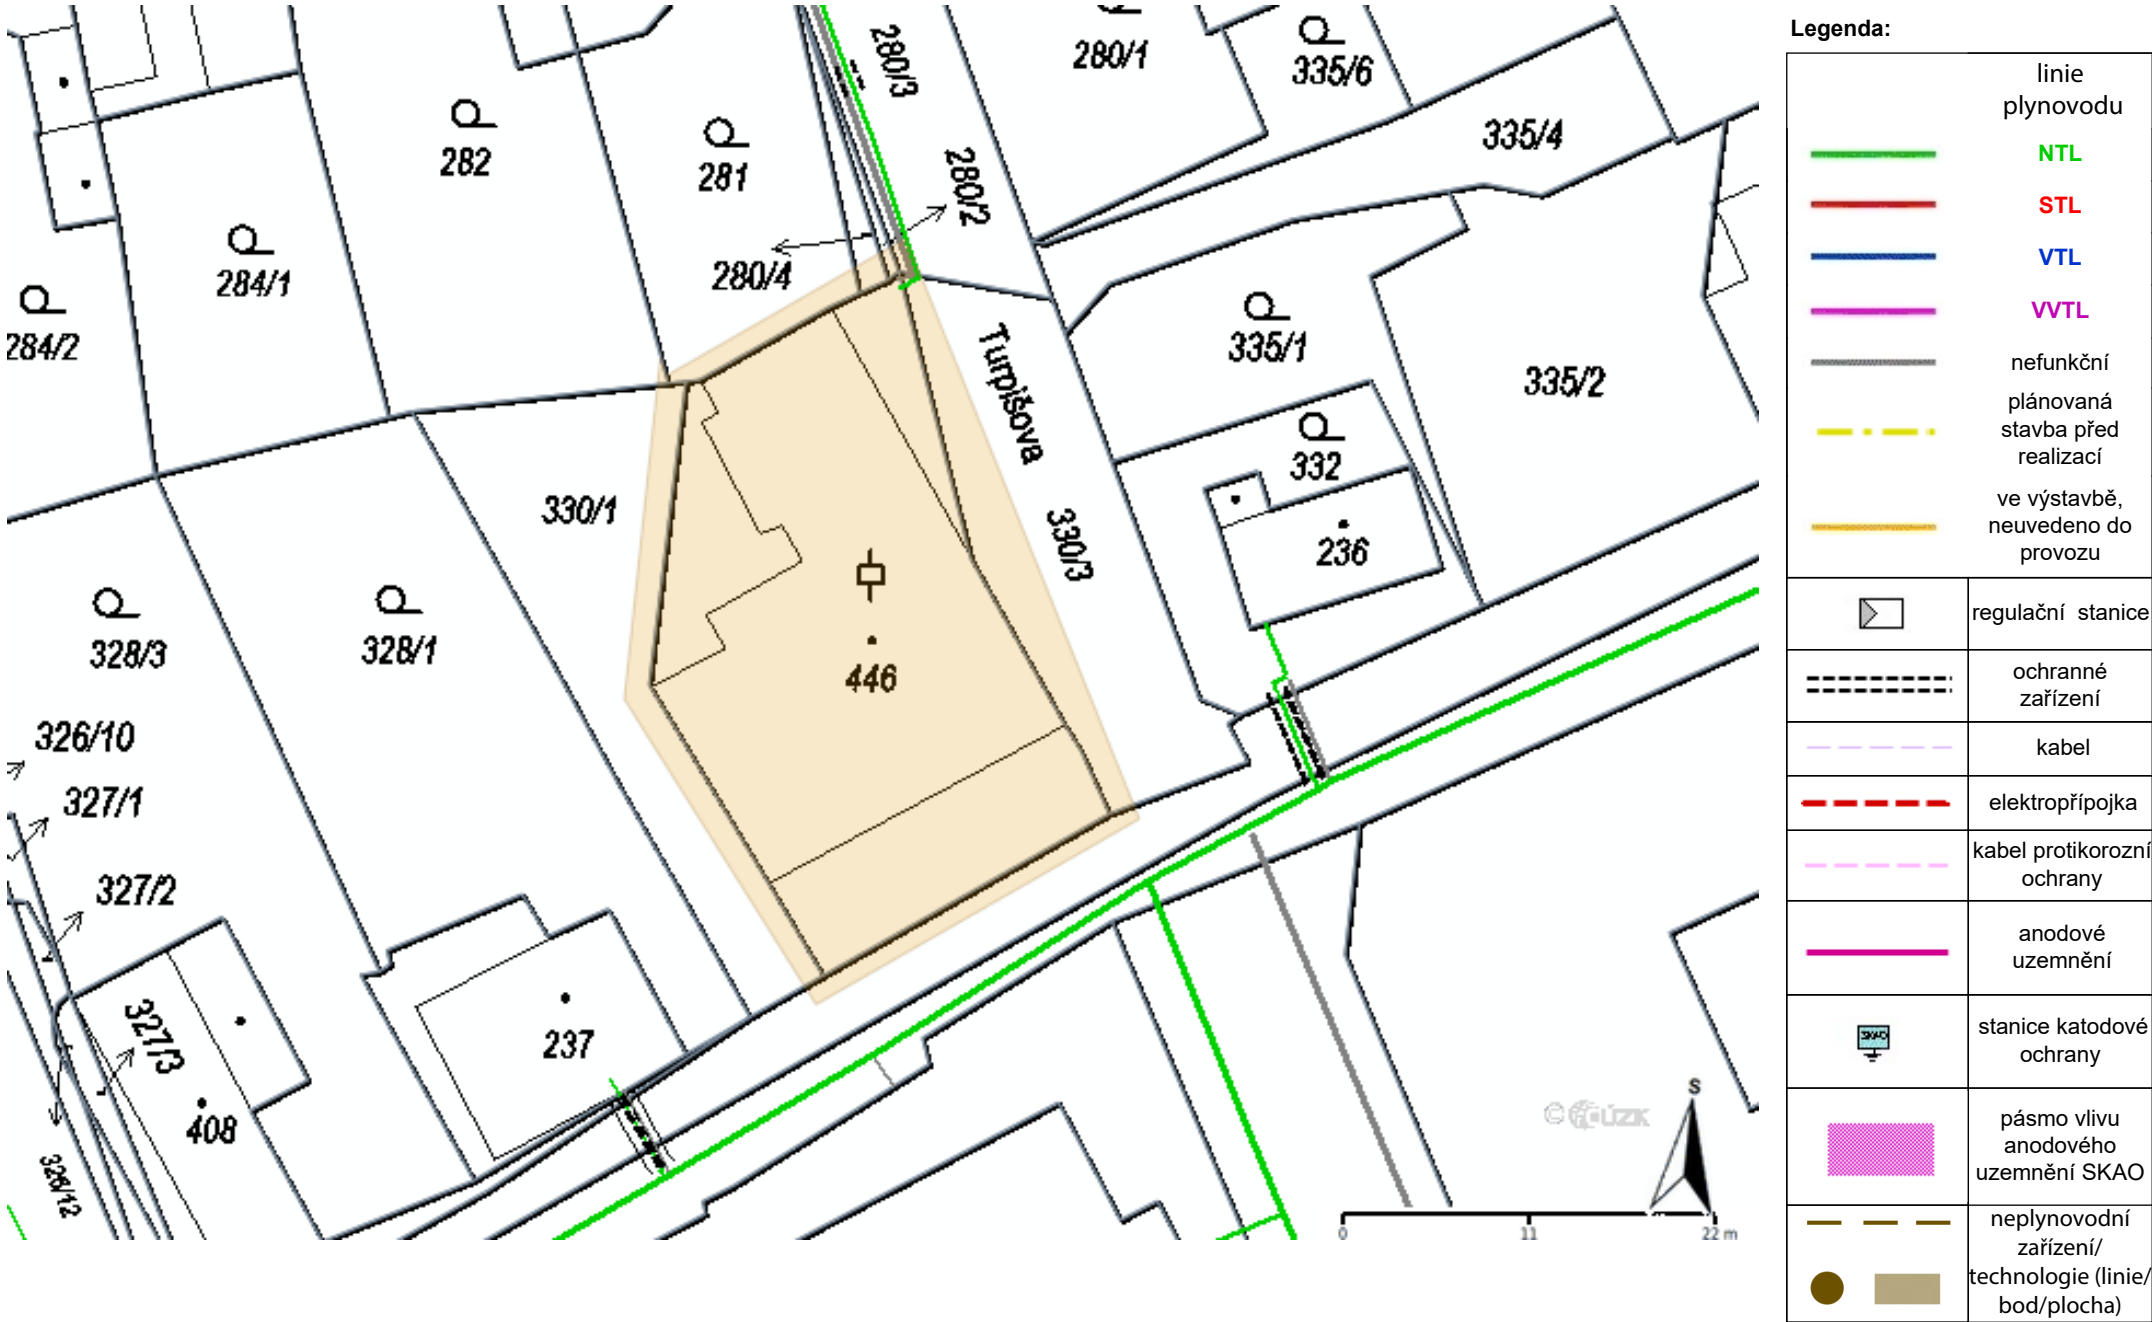 280/3
280/1
335/6
282
281
335/4
280/2
284/1
280/4
284/2
Turpišova
335/1
335/2
332
330/1
330/3
236
328/3
328/1
446
326/10
327/1
327/2
327/3
237
408
326/12
© ČÚZK
S
0
11
22 m
Legenda:
linie
plynovodu
NTL
STL
VTL
VVTL
nefunkční
plánovaná
stavba před
realizací
ve výstavbě,
neuvedeno do
provozu
regulační stanice
ochranné
zařízení
kabel
elektropřípojka
kabel protikorozní
ochrany
anodové
uzemnění
SKAO
stanice katodové
ochrany
pásmo vlivu
anodového
uzemnění SKAO
neplynovodní
zařízení/
technologie (linie/
bod/plocha)